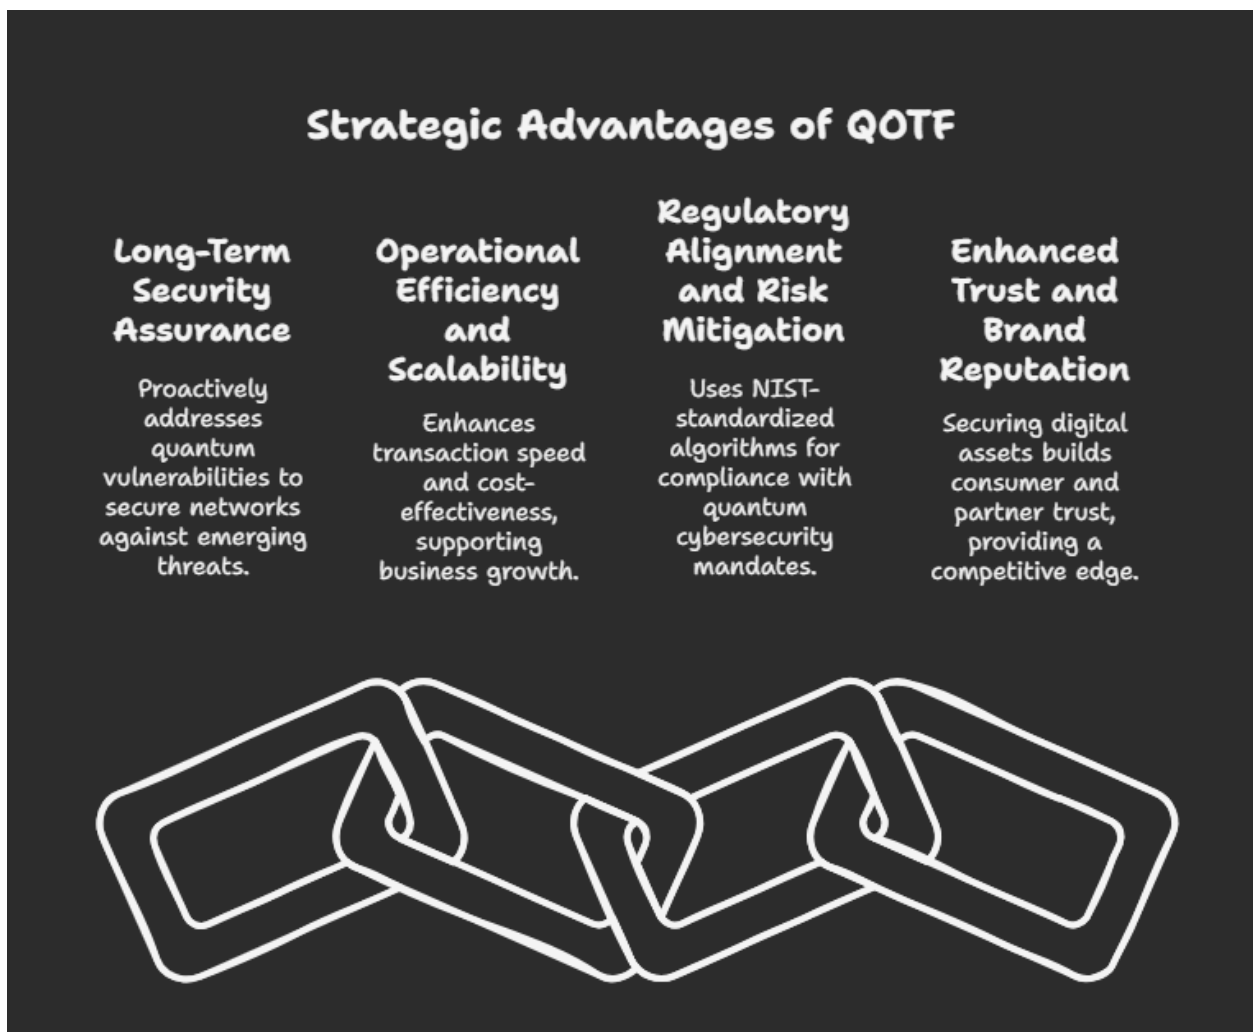 Strategic Advantages of QOTF
Long-Term
Security
Assurance
Proactively
addresses
quantum
vulnerabilities to
secure networks
against emerging
threats.
Operational
Efficiency
and
Scalability
Enhances
transaction speed
and cost-
effectiveness,
supporting
business growth.
Regulatory
Alignment
and Risk
Mitigation
Uses NIST-
standardized
algorithms for
compliance with
quantum
cybersecurity
mandates.
Enhanced
Trust and
Brand
Reputation
Securing digital
assets builds
consumer and
partner trust,
providing a
competitive edge.